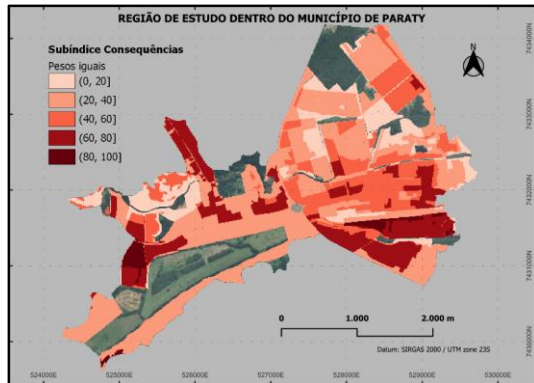 REGIÃO DE ESTUDO DENTRO DO MUNICÍPIO DE PARATY
Subíndice Consequências
Pesos iguais
(0, 20]
(20, 40]
(40, 60]
(60, 80]
(80, 100]
N
7434000N
7433000N
7432000N
7431000N
7430000N
0 1.000 2.000 m
Datum: SIRGAS 2000 / UTM zone 23S
524000E 525000E 526000E 527000E 528000E 529000E 530000E